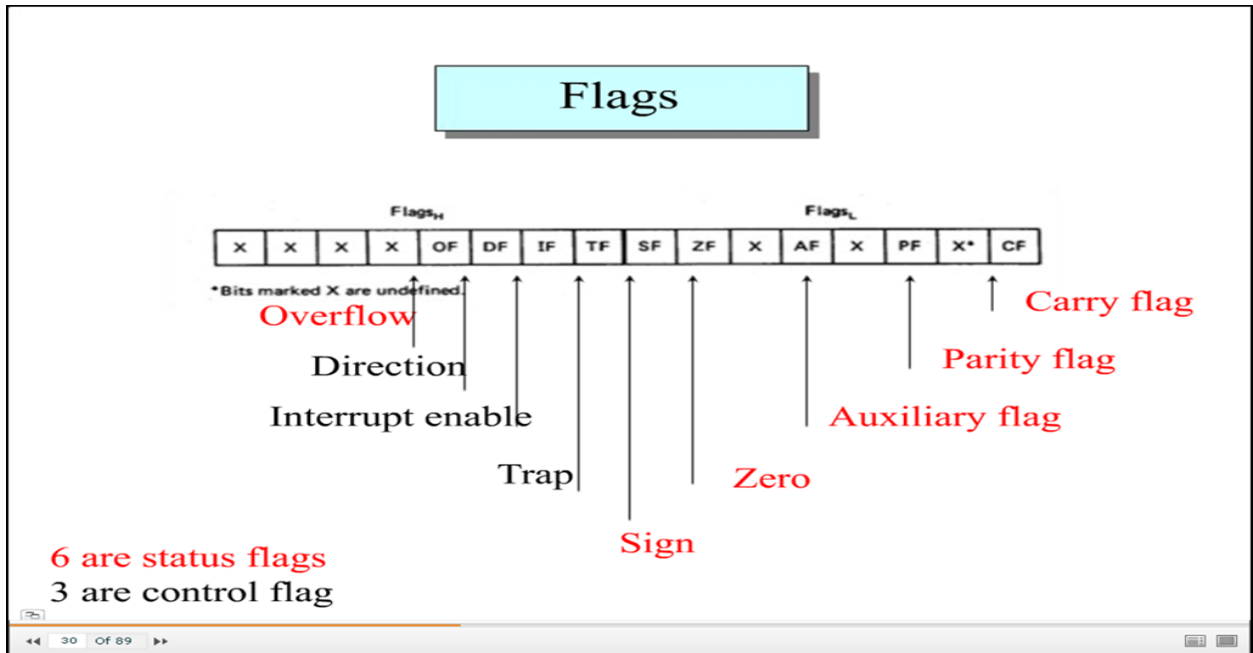 Flags
FlagsH FlagsL
X X X X OF DF IF TF SF ZF X AF X PF X* CF
*Bits marked X are undefined.
Overflow
Carry flag
Direction
Parity flag
Interrupt enable
Auxiliary flag
Trap
Zero
Sign
6 are status flags
3 are control flag
30 Of 89